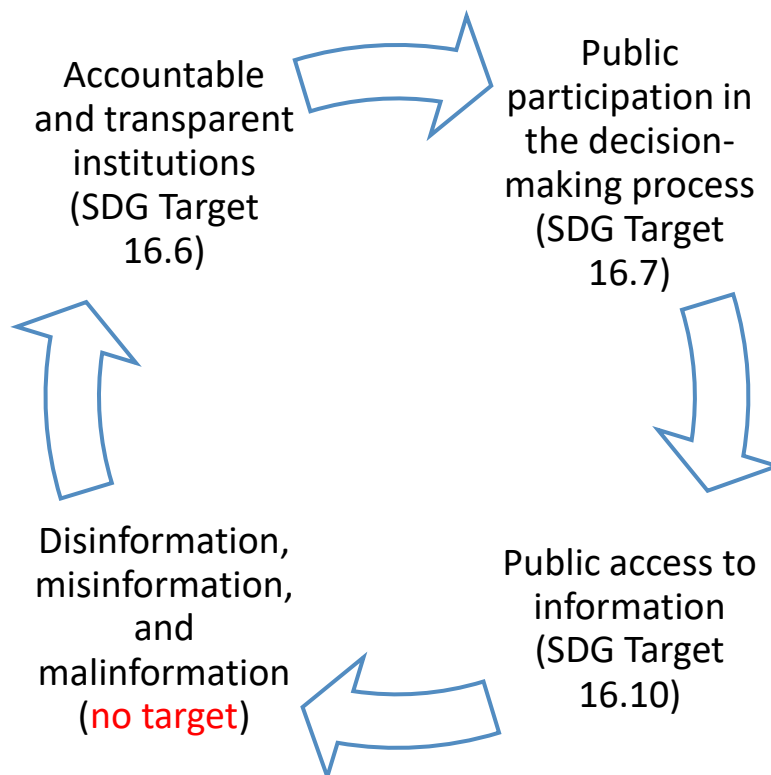 Accountable
and transparent
institutions
(SDG Target
16.6)
Public
participation in
the decision-
making process
(SDG Target
16.7)
Public access to
information
(SDG Target
16.10)
Disinformation,
misinformation,
and
malinformation
(no target)